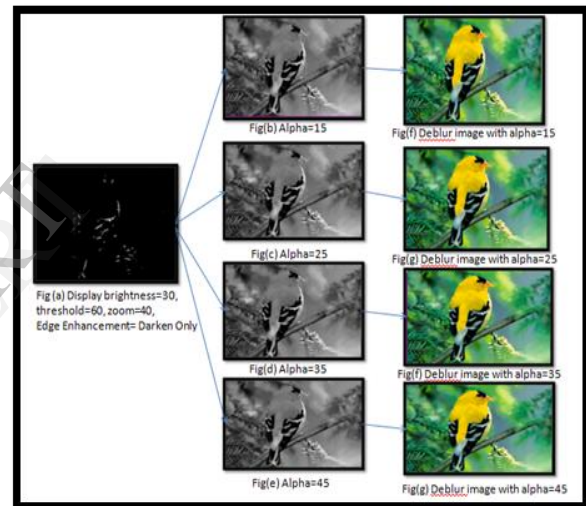 Fig(b) Alpha=15
Fig(f) Deblur image with alpha=15
Fig(c) Alpha=25
Fig(g) Deblur image with alpha=25
Fig (a) Display brightness=30,
threshold=60, zoom=40,
Edge Enhancement= Darken Only
Fig(d) Alpha=35
Fig(f) Deblur image with alpha=35
Fig(e) Alpha=45
Fig(g) Deblur image with alpha=45